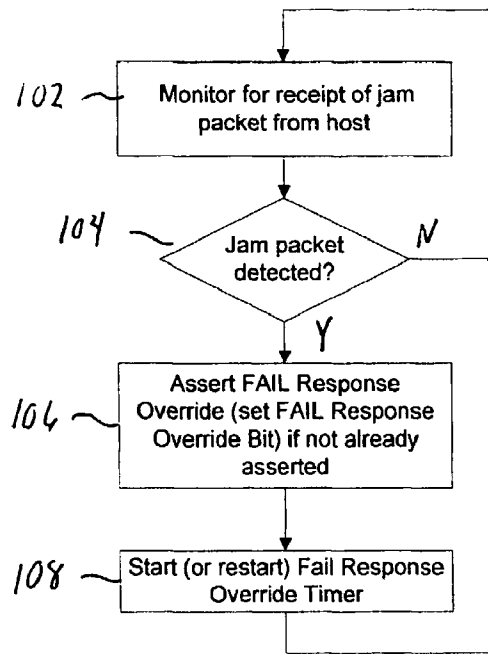 102
Monitor for receipt of jam
packet from host
104
Jam packet
detected?
N
Y
106
Assert FAIL Response
Override (set FAIL Response
Override Bit) if not already
asserted
108
Start (or restart) Fail Response
Override Timer